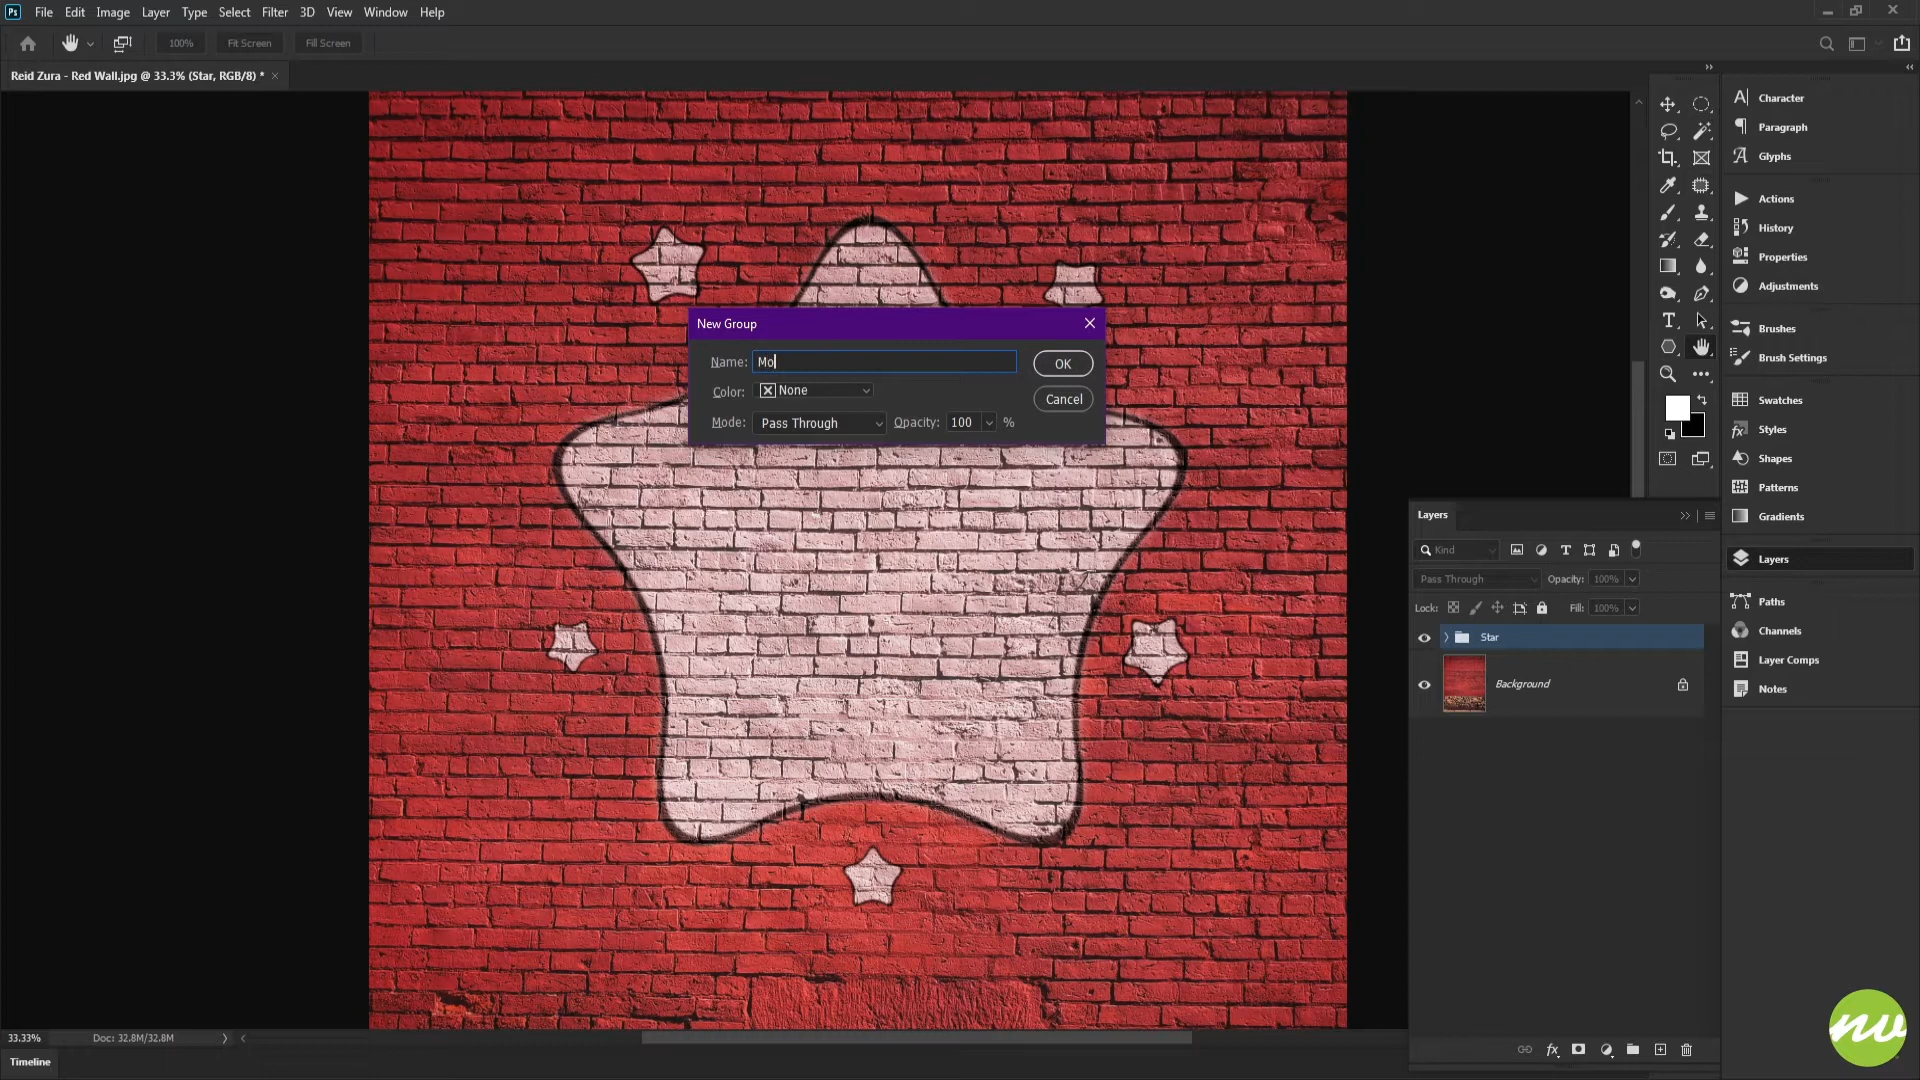 Ps File Edit Image Layer Type Select Filter 3D View Window Help
100% Fit Screen Fill Screen
Reid Zura - Red Wall.jpg @ 33.3% (Star, RGB/8) *
New Group
Name: Mo
OK
Color: None
Cancel
Mode: Pass Through Opacity: 100 %
Character
Paragraph
Glyphs
Actions
History
Properties
Adjustments
Brushes
Brush Settings
Swatches
Styles
Shapes
Patterns
Gradients
Layers
Paths
Channels
Layer Comps
Notes
Layers
Kind
Pass Through Opacity: 100%
Lock: Fill: 100%
Star
Background
fx
33.33% Doc: 32.8M/32.8M
Timeline
nv